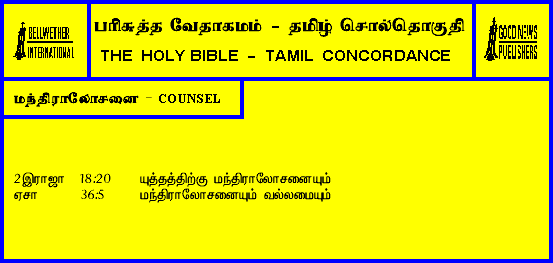 BELLWETHER
INTERNATIONAL
பரிசுத்த வேதாகமம் - தமிழ் சொல்தொகுதி
THE HOLY BIBLE - TAMIL CONCORDANCE
GOOD NEWS
PUBLISHERS
மந்திராலோசனை - COUNSEL
2இராஜா 18:20 யுத்தத்திற்கு மந்திராலோசனையும்
ஏசா 36:5 மந்திராலோசனையும் வல்லமையும்